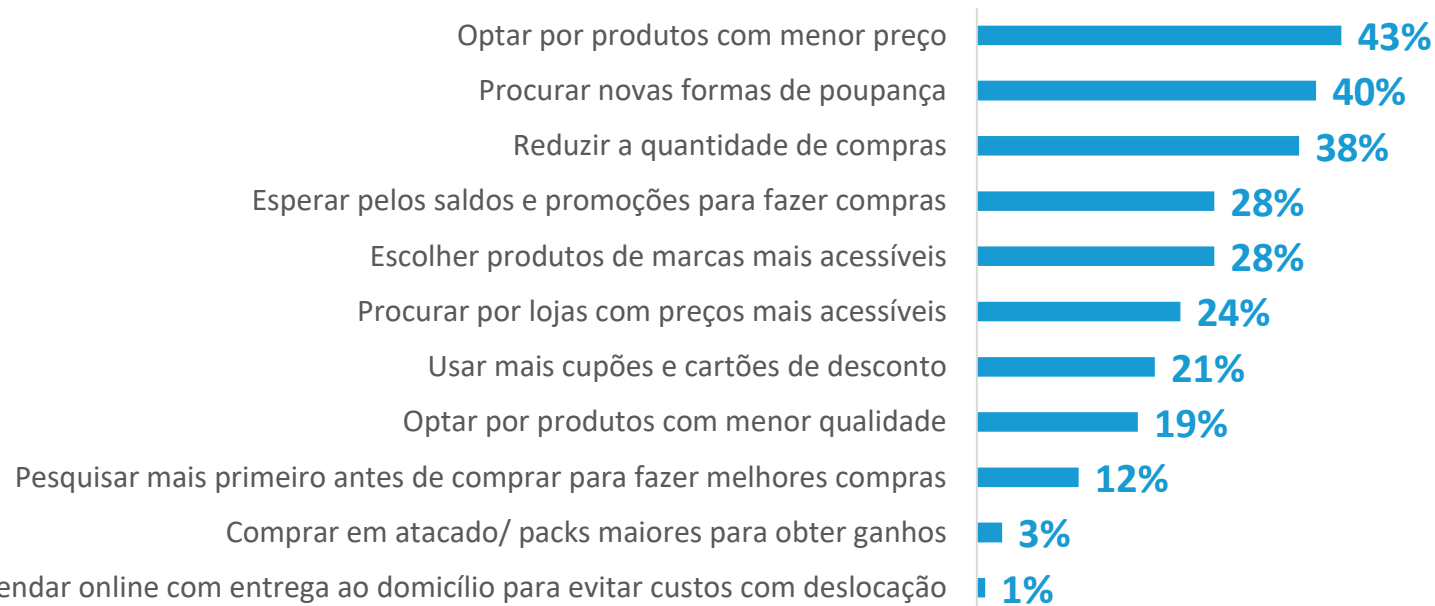 Optar por produtos com menor preço 43%
Procurar novas formas de poupança 40%
Reduzir a quantidade de compras 38%
Esperar pelos saldos e promoções para fazer compras 28%
Escolher produtos de marcas mais acessíveis 28%
Procurar por lojas com preços mais acessíveis 24%
Usar mais cupões e cartões de desconto 21%
Optar por produtos com menor qualidade 19%
Pesquisar mais primeiro antes de comprar para fazer melhores compras 12%
Comprar em atacado/ packs maiores para obter ganhos 3%
endar online com entrega ao domicílio para evitar custos com deslocação 1%